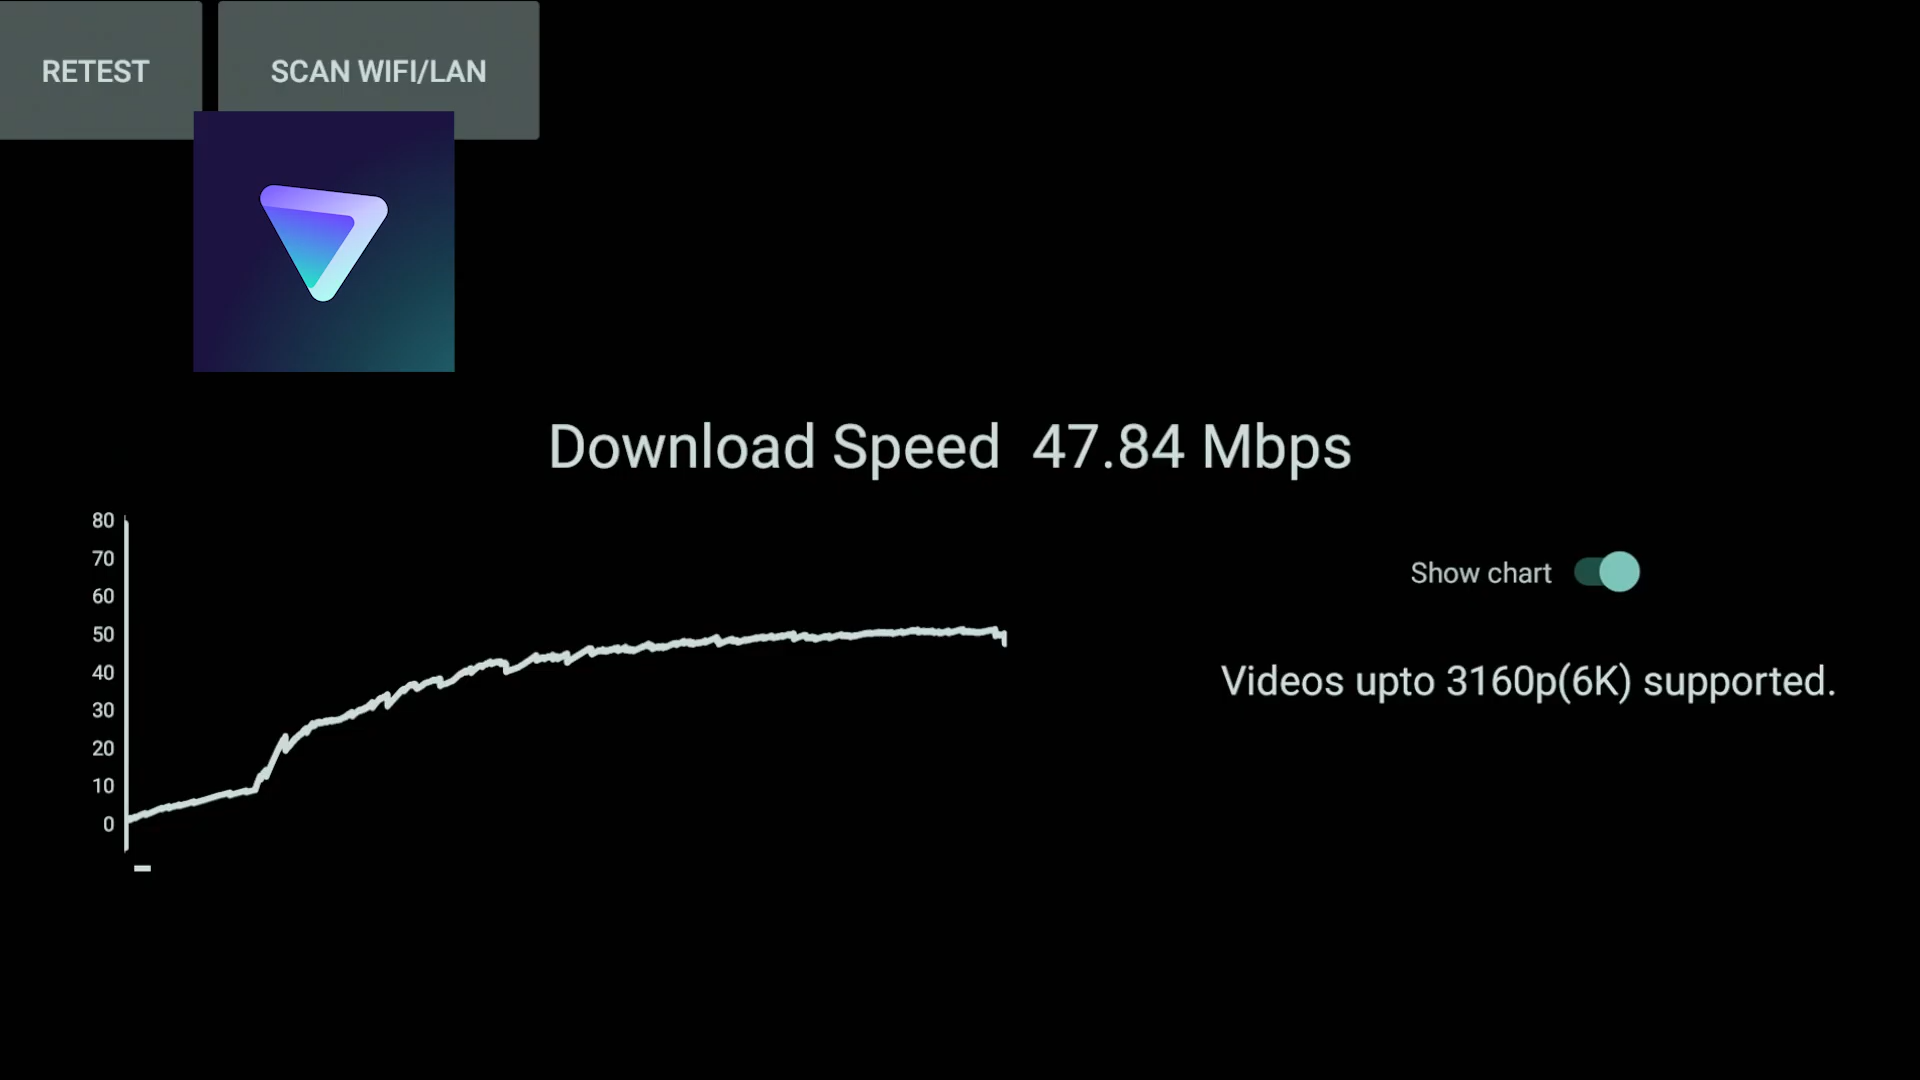 RETEST
SCAN WIFI/LAN
Download Speed 47.84 Mbps
80
70
60
50
40
30
20
10
0
Show chart
Videos upto 3160p(6K) supported.